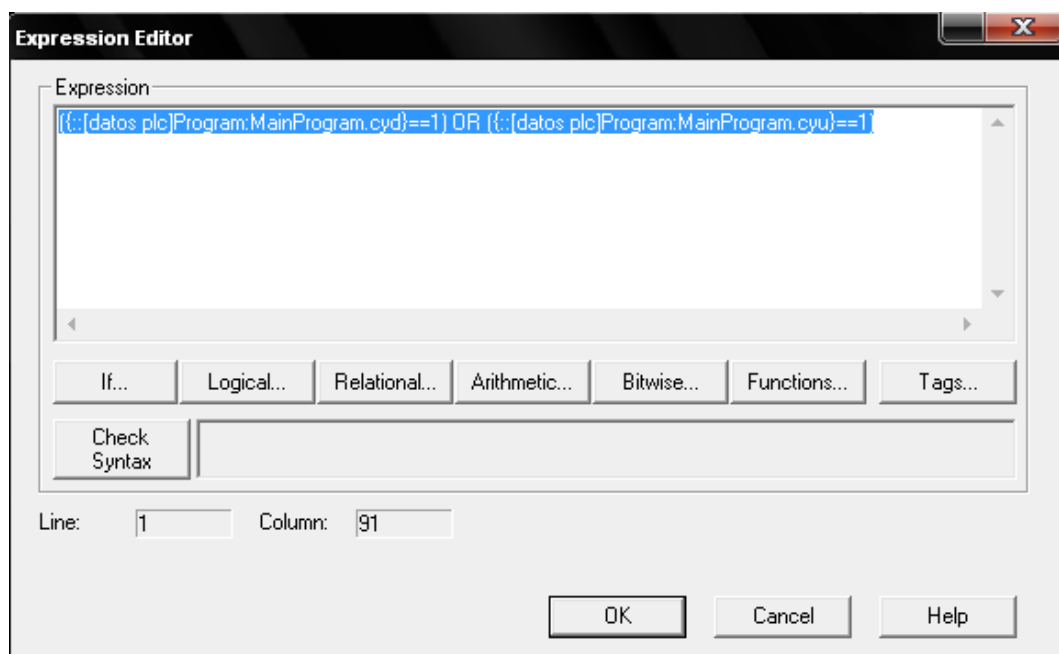 Expression Editor
X
Expression
({::[datos plc]Program:MainProgram.cyd}==1) OR ({::[datos plc]Program:MainProgram.cyu}==1)
If... Logical... Relational... Arithmetic... Bitwise... Functions... Tags...
Check
Syntax
Line: 1 Column: 91
OK Cancel Help